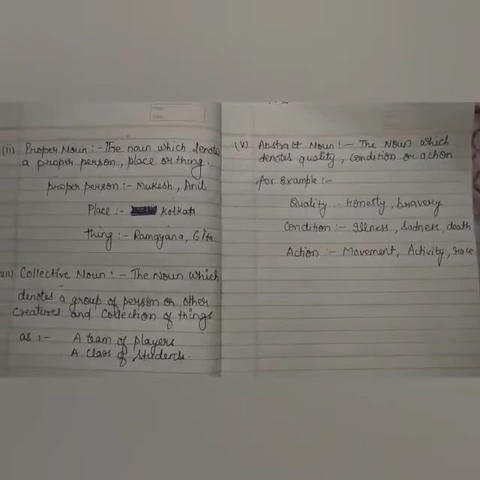 (ii) Proper Noun :- The noun which denote
a proper person, place or thing.
proper person :- Mukesh, Anil
Place :- Kolkata
thing :- Ramayana, Gita
(iii) Collective Noun :- The Noun which
denotes a group of person or other
Creatures and Collection of things
as :- A team of players
A Class of Students.
(V) Abstract Noun :- The Noun which
denotes quality, Condition or action
for Example :-
Quality :- Honesty, bravery
Condition :- Illness, Sadness, death
Action :- Movement, Activity,